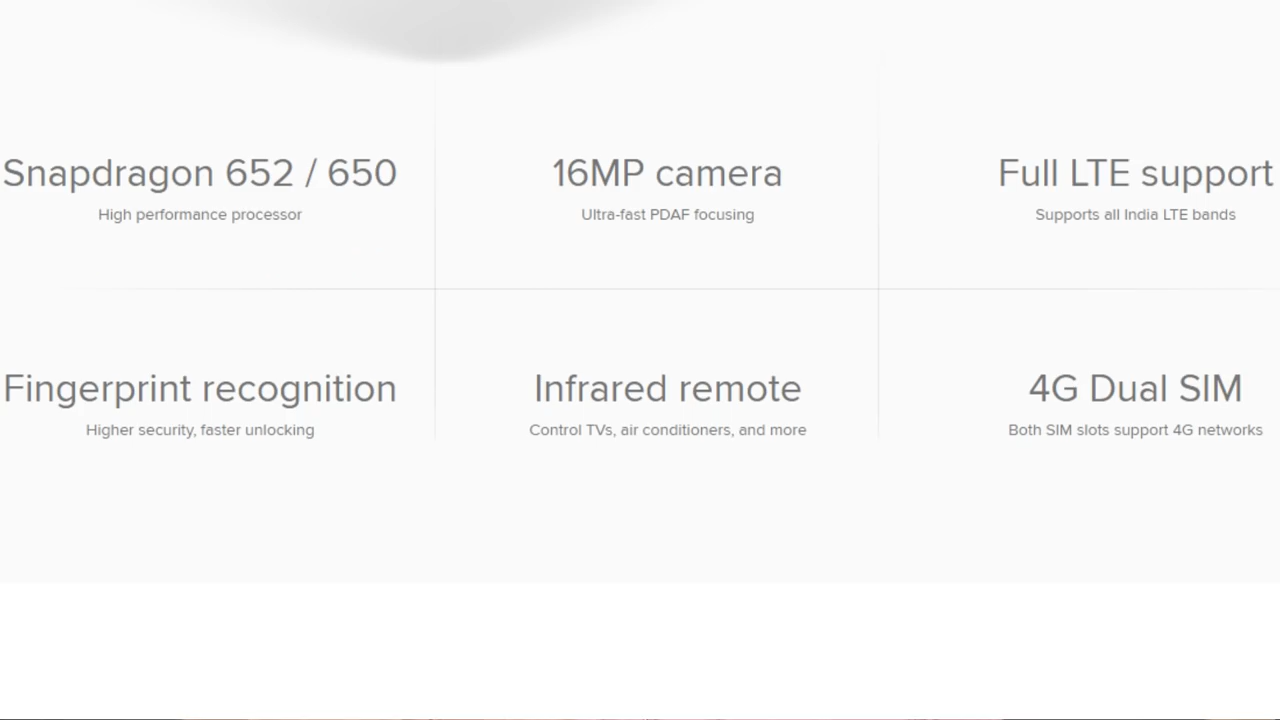 Snapdragon 652 / 650
High performance processor
16MP camera
Ultra-fast PDAF focusing
Full LTE support
Supports all India LTE bands
Fingerprint recognition
Higher security, faster unlocking
Infrared remote
Control TVs, air conditioners, and more
4G Dual SIM
Both SIM slots support 4G networks